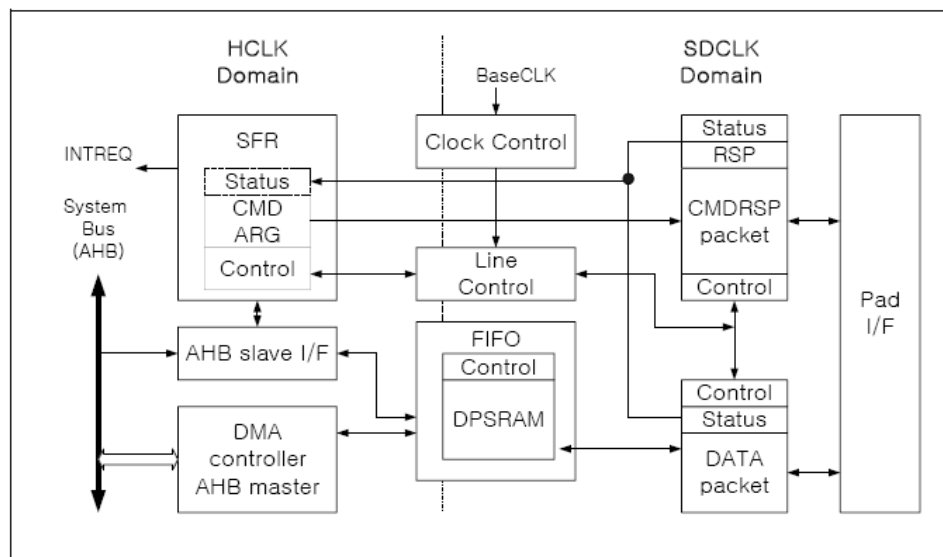 HCLK
Domain
SDCLK
Domain
BaseCLK
SFR
Clock Control
Status
RSP
INTREQ
Status
System
Bus
(AHB)
CMD
ARG
CMDRSP
packet
Control
Line
Control
Control
Pad
I/F
AHB slave I/F
FIFO
Control
DPSRAM
Control
Status
DMA
controller
AHB master
DATA
packet